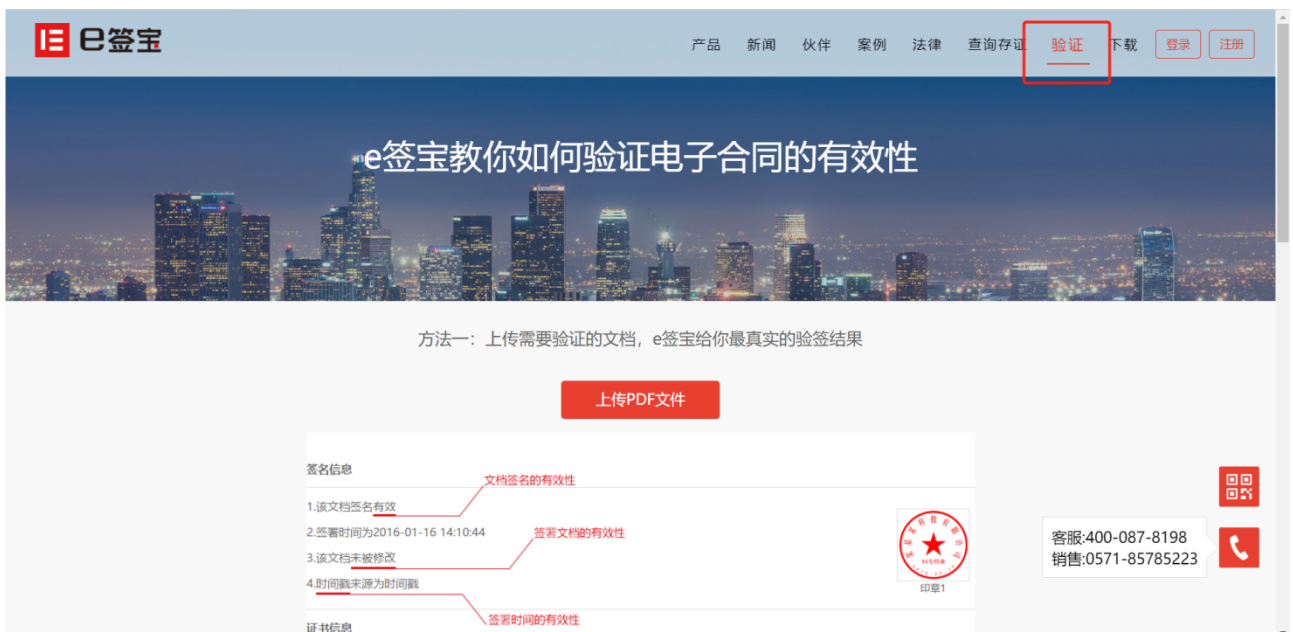 e签宝
产品 新闻 伙伴 案例 法律 查询存证 验证 下载 登录 注册
e签宝教你如何验证电子合同的有效性
方法一：上传需要验证的文档，e签宝给你最真实的验签结果
上传PDF文件
签名信息
文档签名的有效性
1.该文档签名有效
2.签署时间为2016-01-16 14:10:44
签署文档的有效性
3.该文档未被修改
4.时间戳来源为时间戳
印章1
客服:400-087-8198
销售:0571-85785223
签署时间的有效性
证书信息